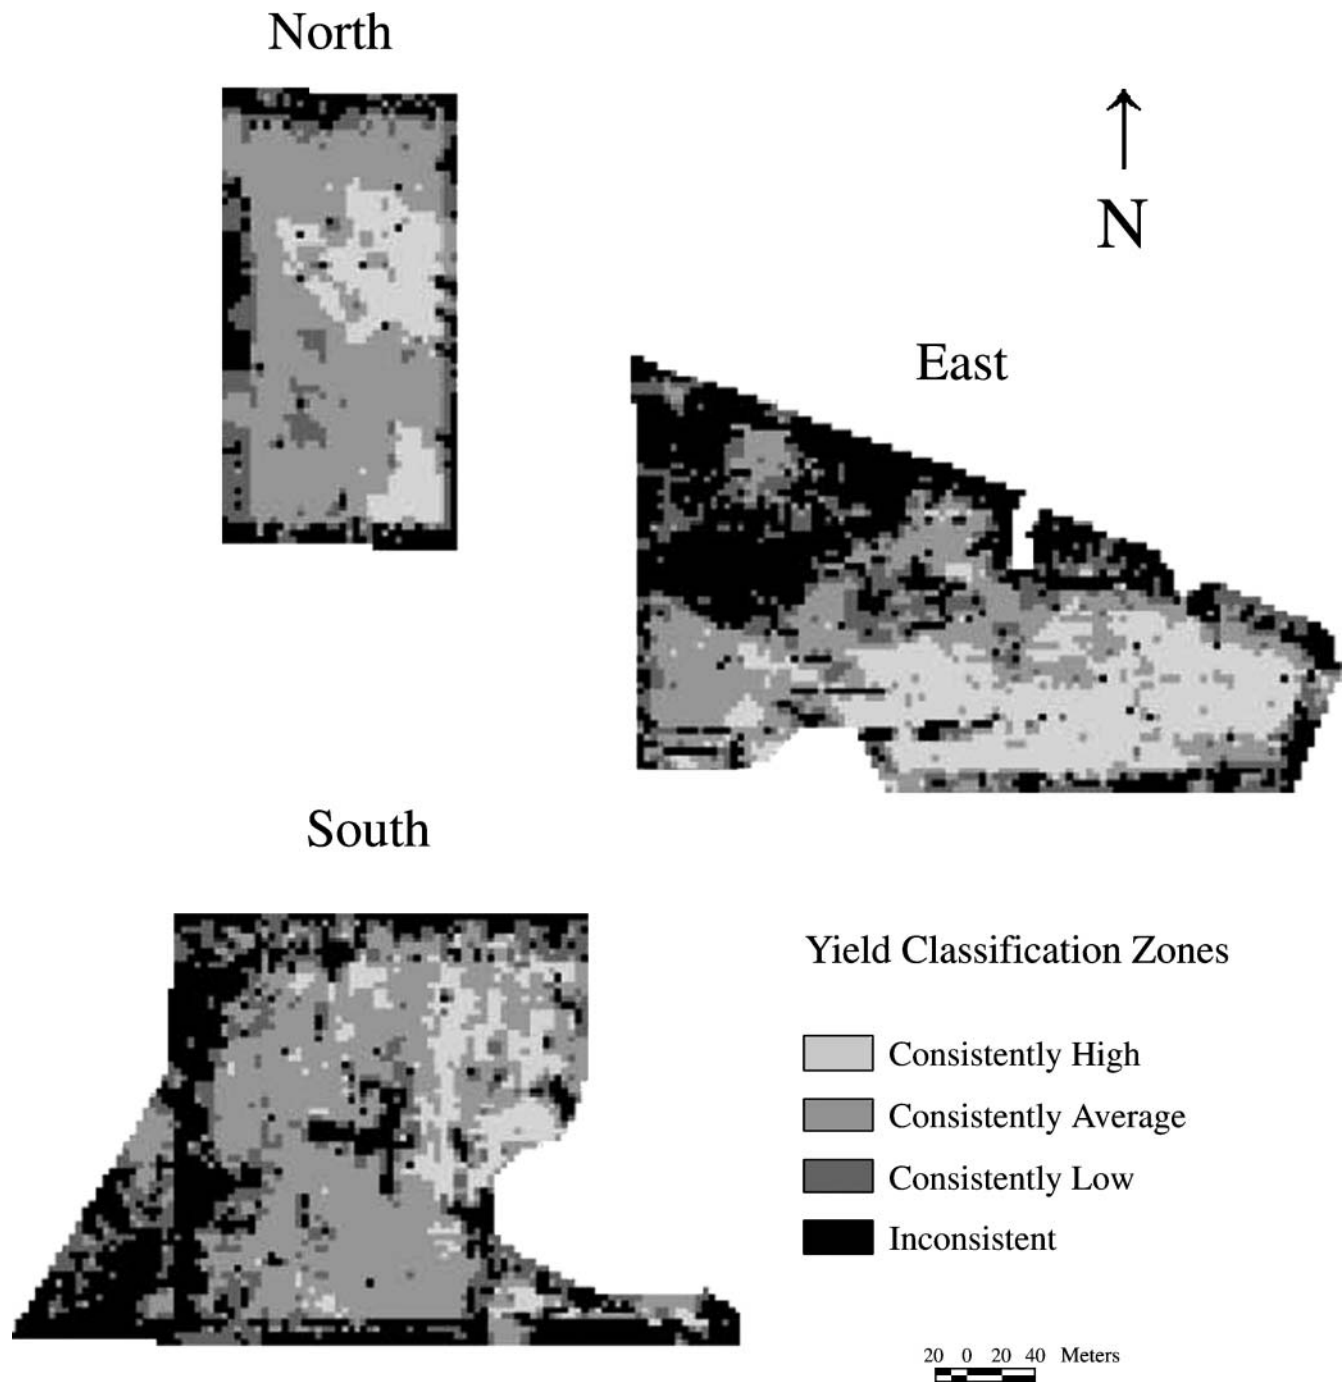 North
N
East
South
Yield Classification Zones
Consistently High
Consistently Average
Consistently Low
Inconsistent
20 0 20 40 Meters